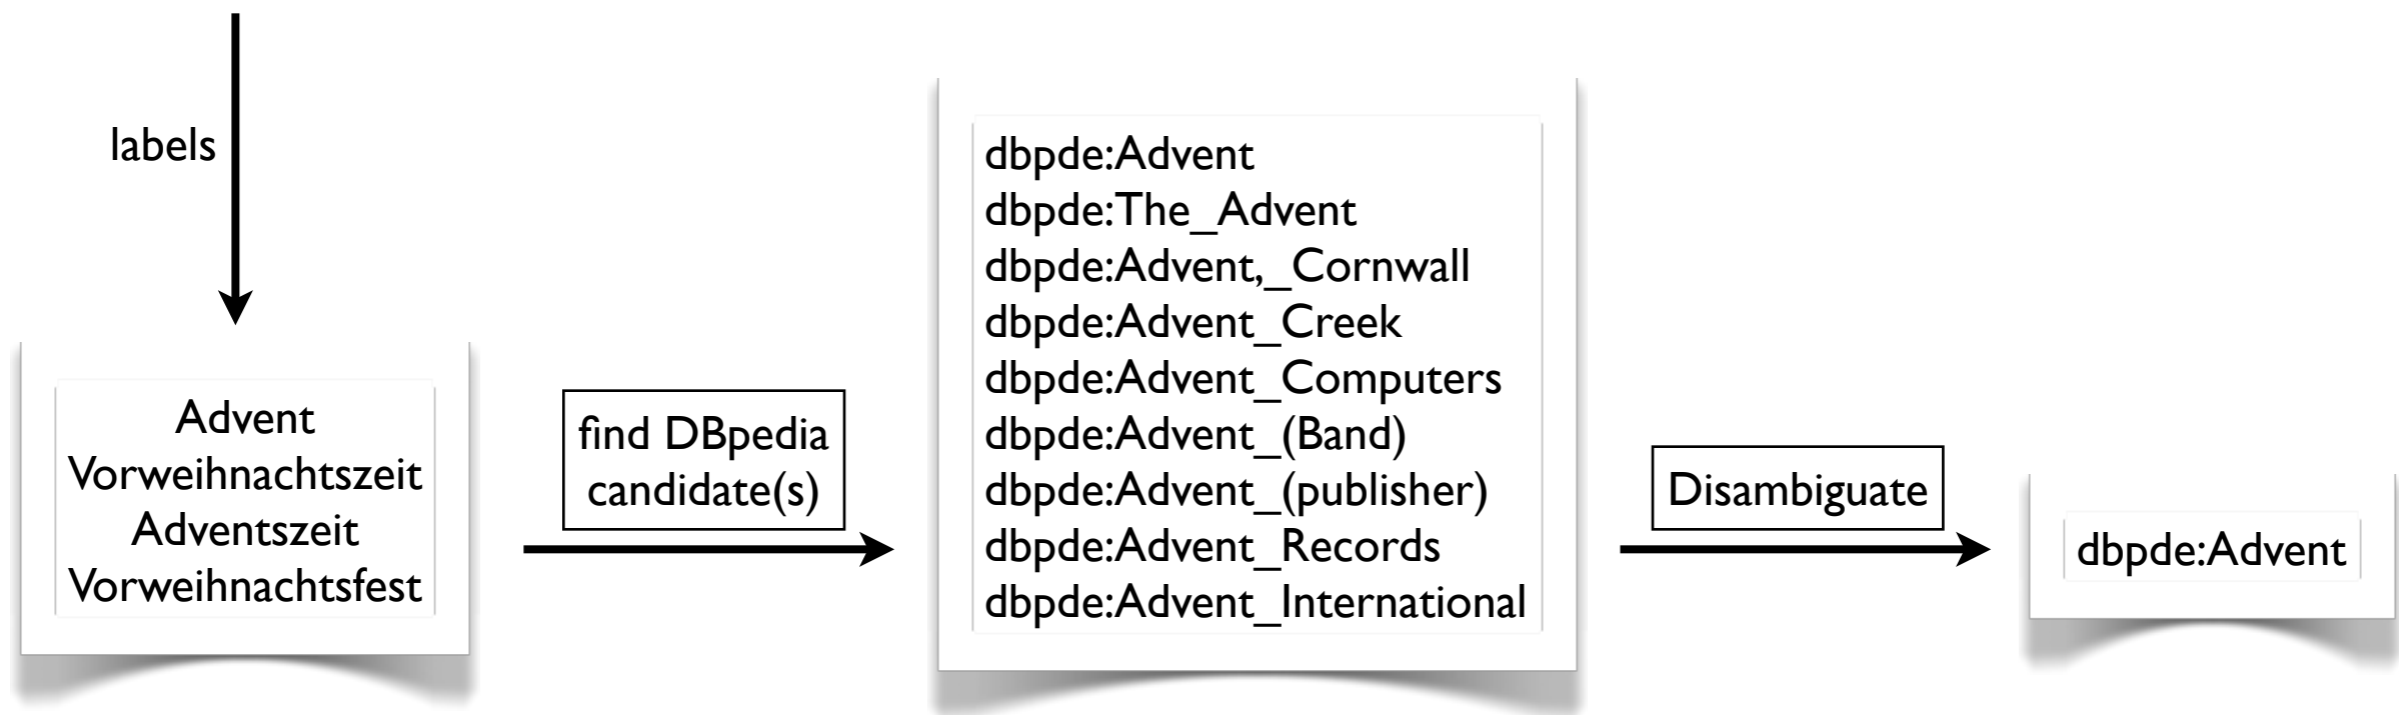 labels
Advent
Vorweihnachtszeit
Adventszeit
Vorweihnachtsfest
find DBpedia
candidate(s)
dbpde:Advent
dbpde:The_Advent
dbpde:Advent,_Cornwall
dbpde:Advent_Creek
dbpde:Advent_Computers
dbpde:Advent_(Band)
dbpde:Advent_(publisher)
dbpde:Advent_Records
dbpde:Advent_International
Disambiguate
dbpde:Advent